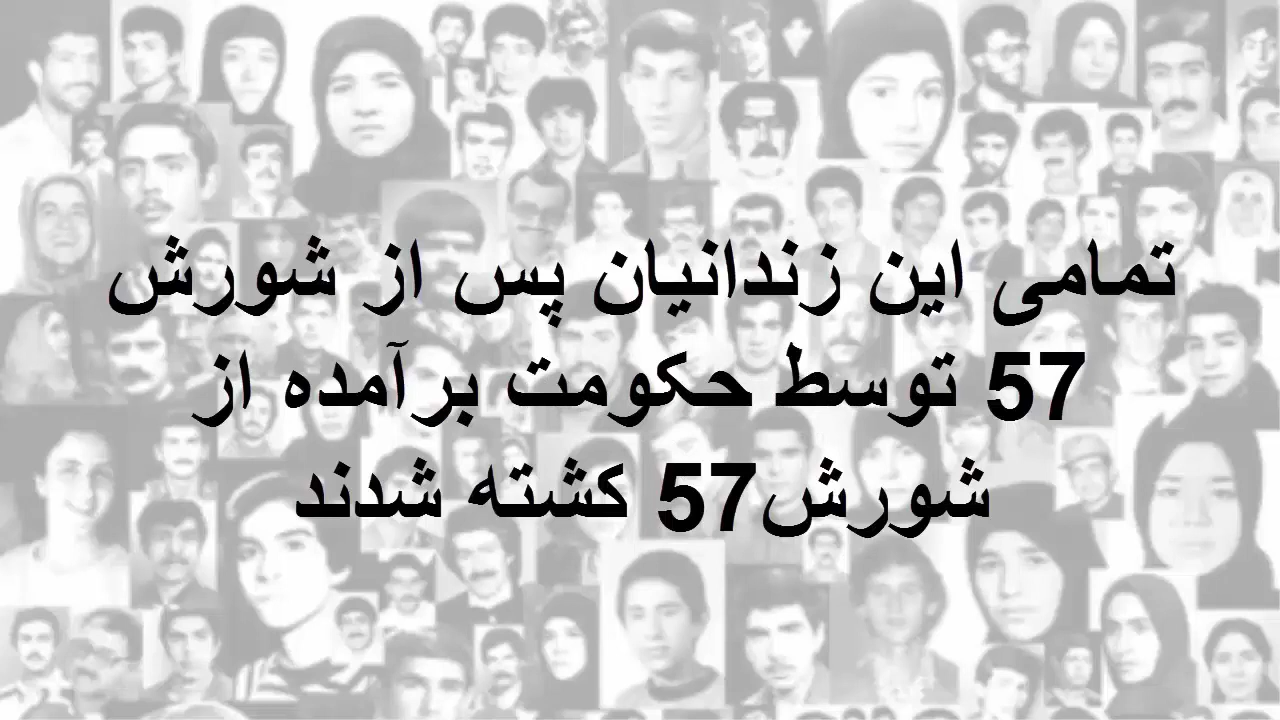 تمامی این زندانیان پس از شورش
57 توسط حکومت برآمده از
شورش57 کشته شدند